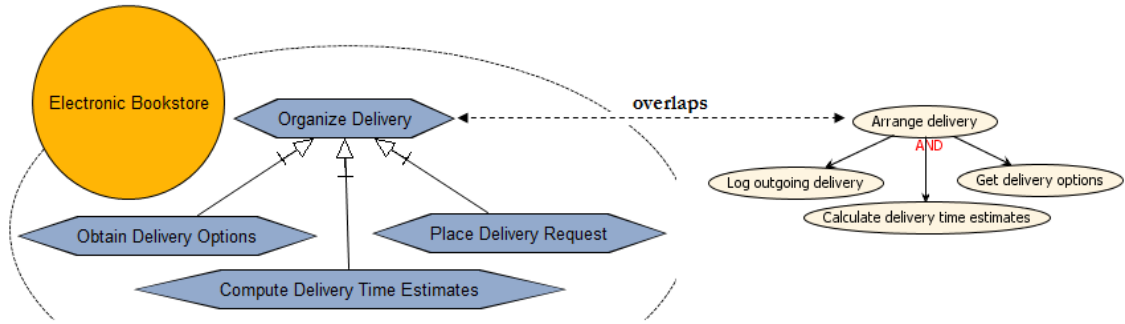 Electronic Bookstore
Organize Delivery
overlaps
Arrange delivery
AND
Log outgoing delivery
Get delivery options
Calculate delivery time estimates
Obtain Delivery Options
Place Delivery Request
Compute Delivery Time Estimates